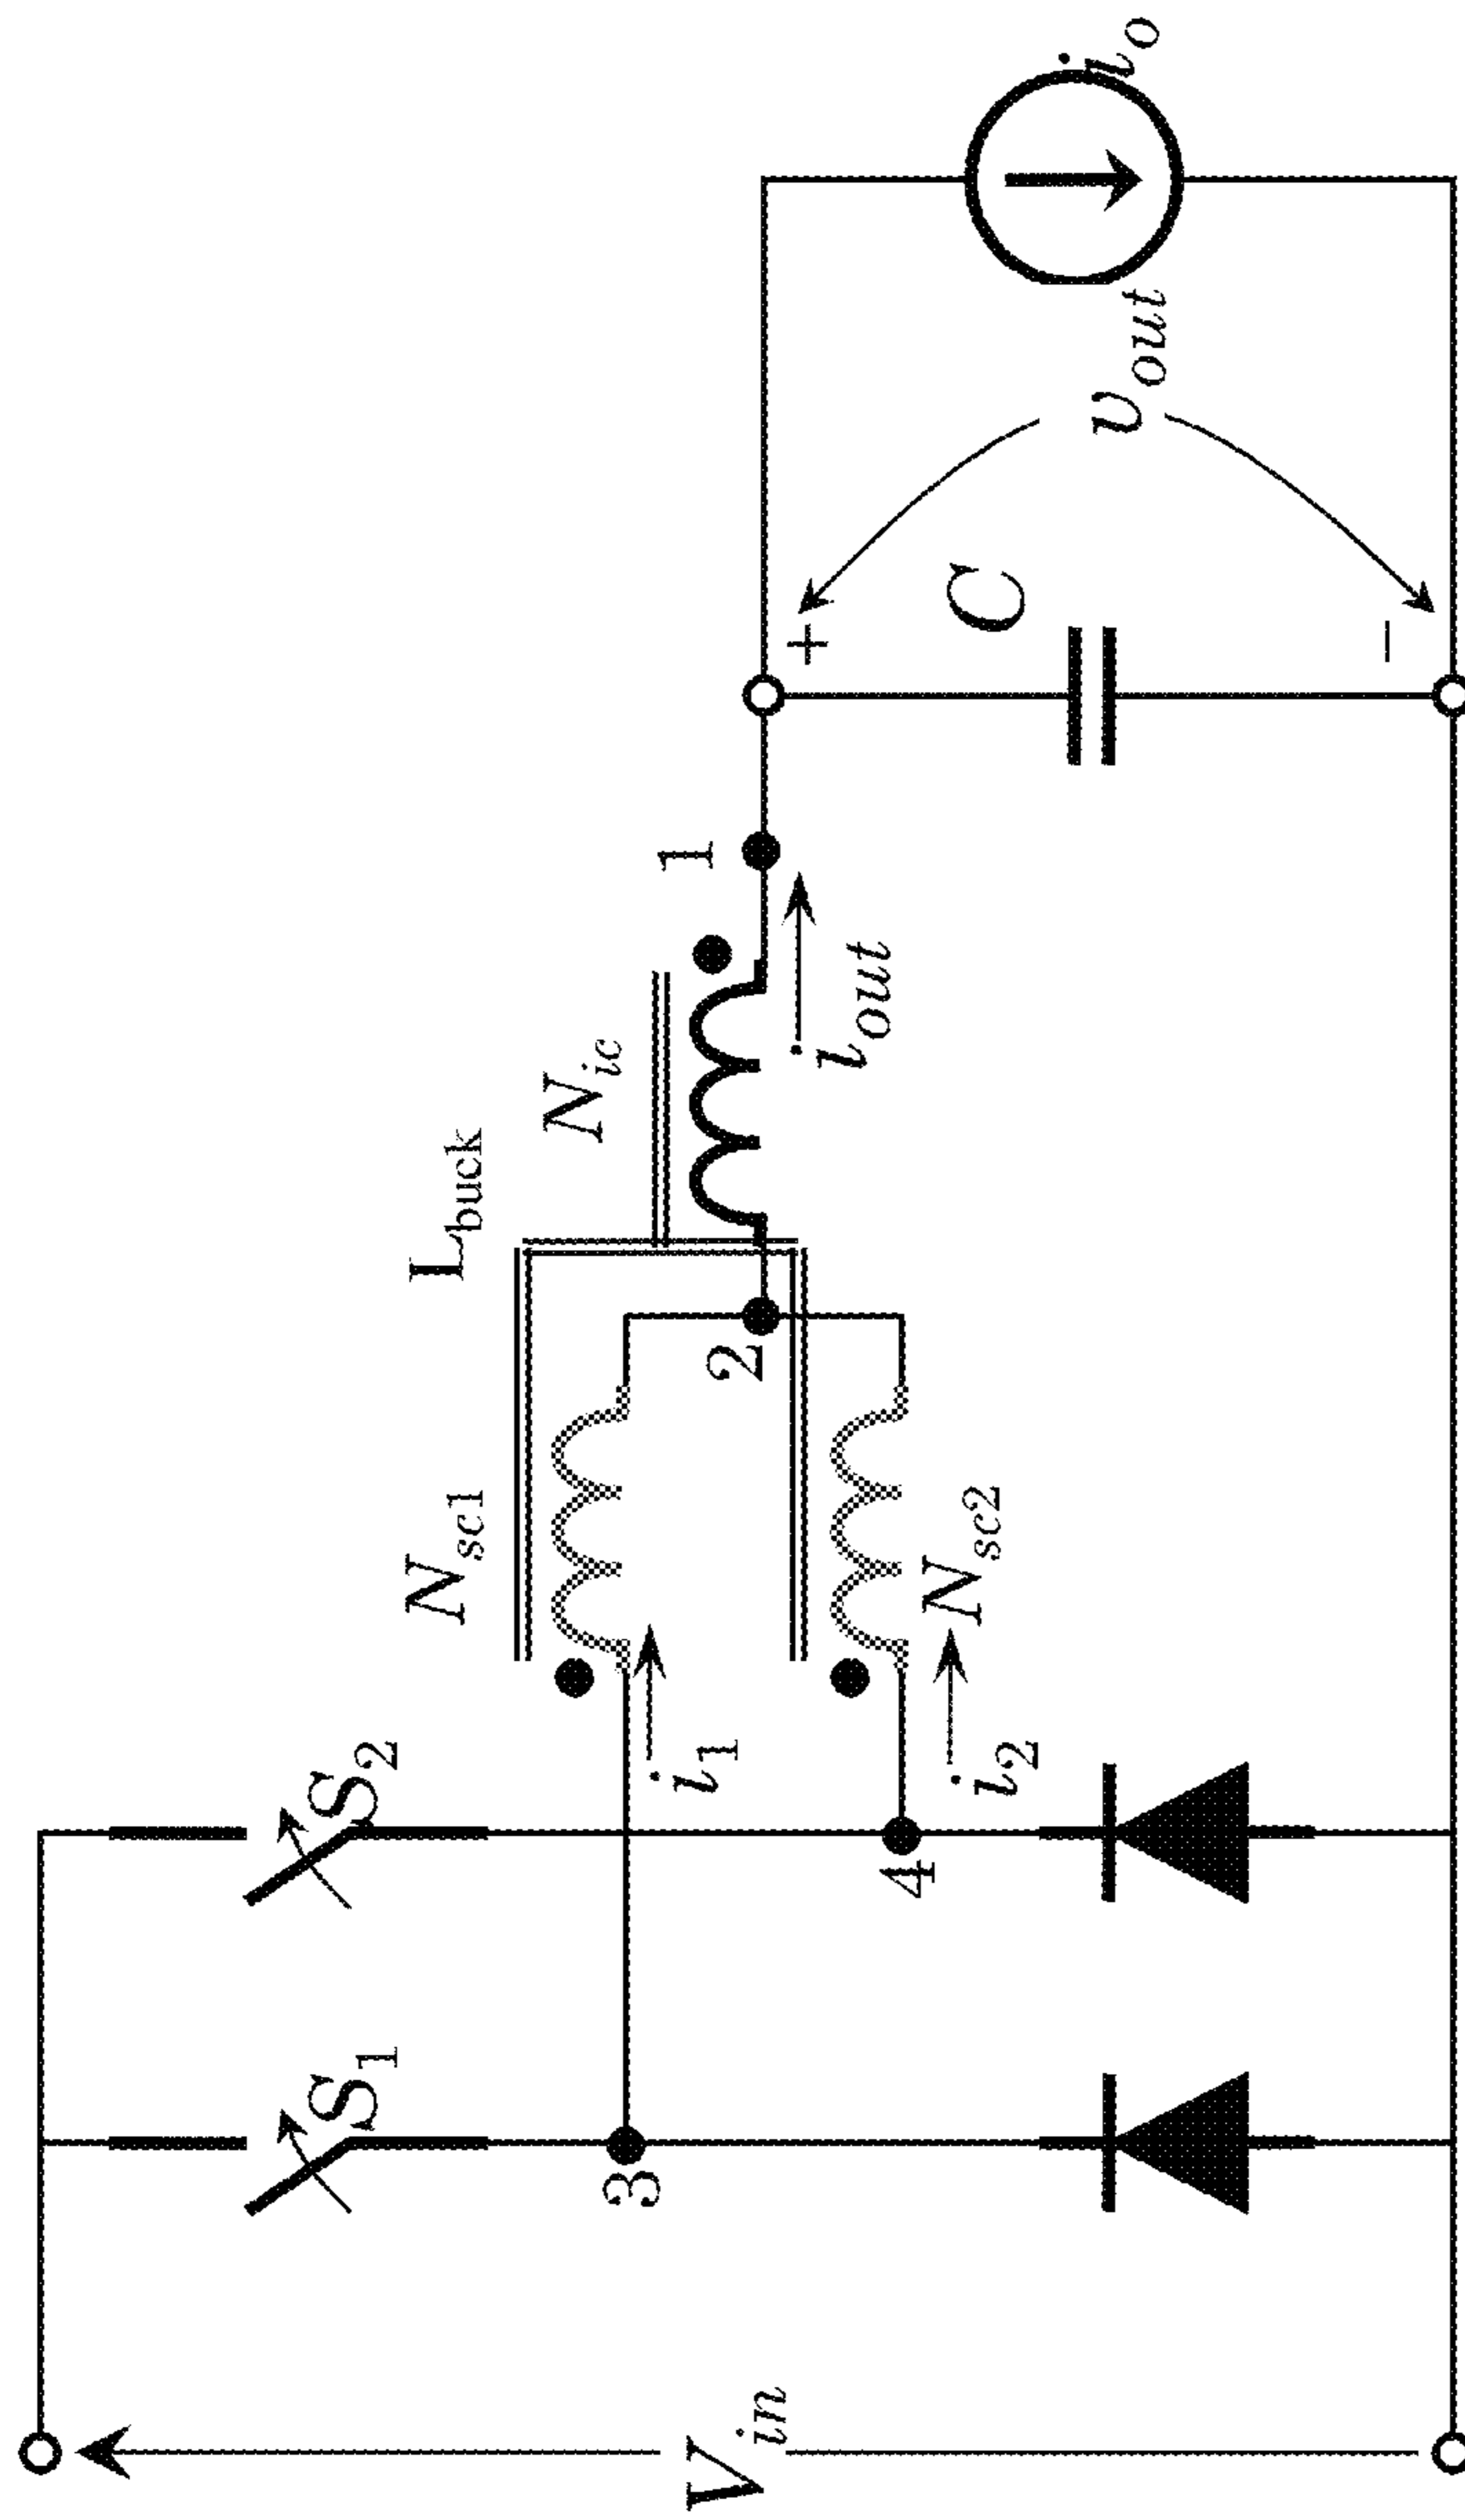 V_in
S_1
S_2
3
4
i_1
i_2
N_sc1
N_sc2
2
L_buck
N_ic
i_out
1
+
C
−
v_out
i_o